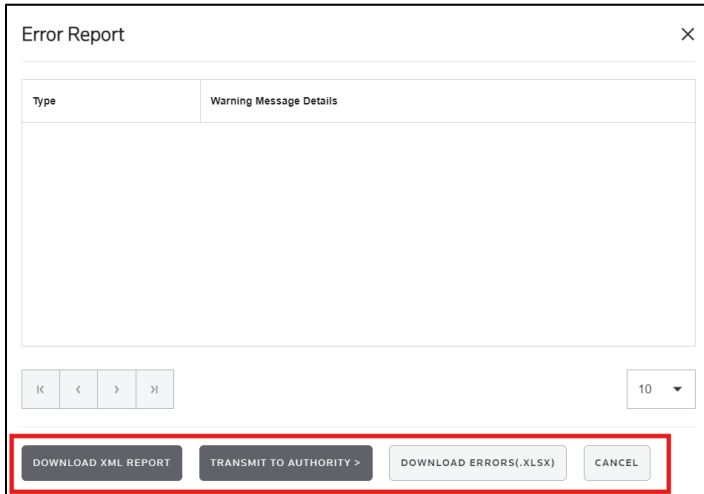 Error Report
Type Warning Message Details
10
DOWNLOAD XML REPORT TRANSMIT TO AUTHORITY > DOWNLOAD ERRORS(.XLSX) CANCEL